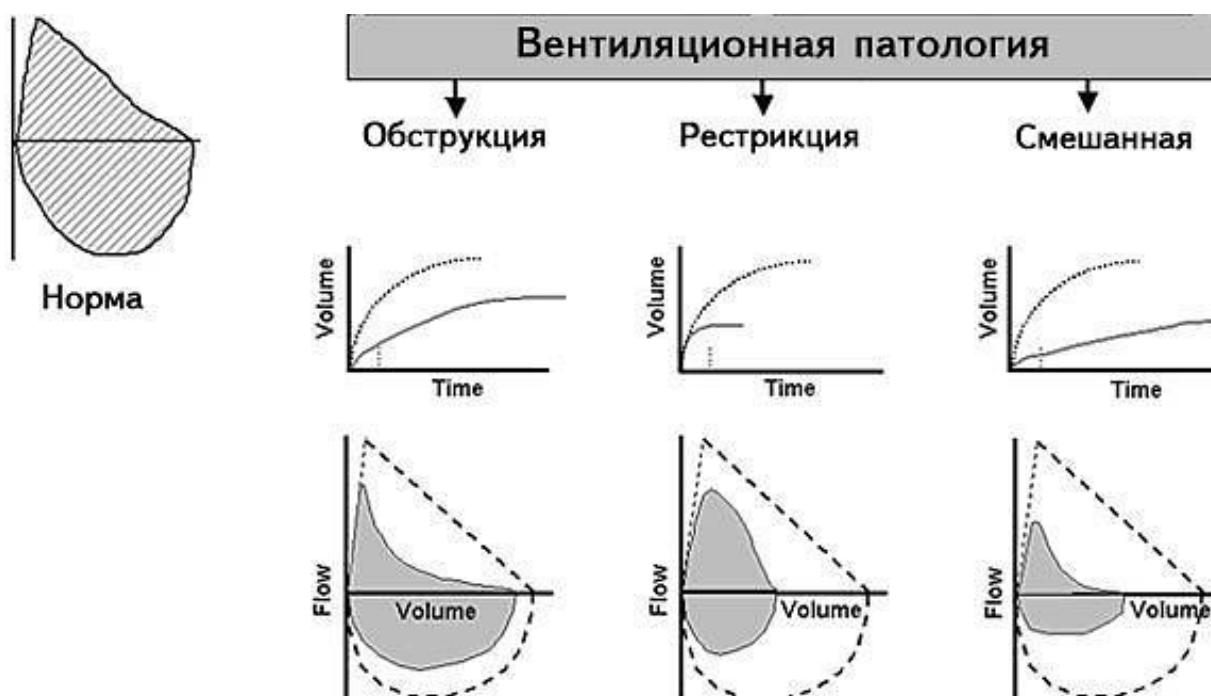 Вентиляционная патология
Обструкция
Рестрикция
Смешанная
Норма
Volume
Time
Volume
Time
Volume
Time
Flow
Volume
Flow
Volume
Flow
Volume